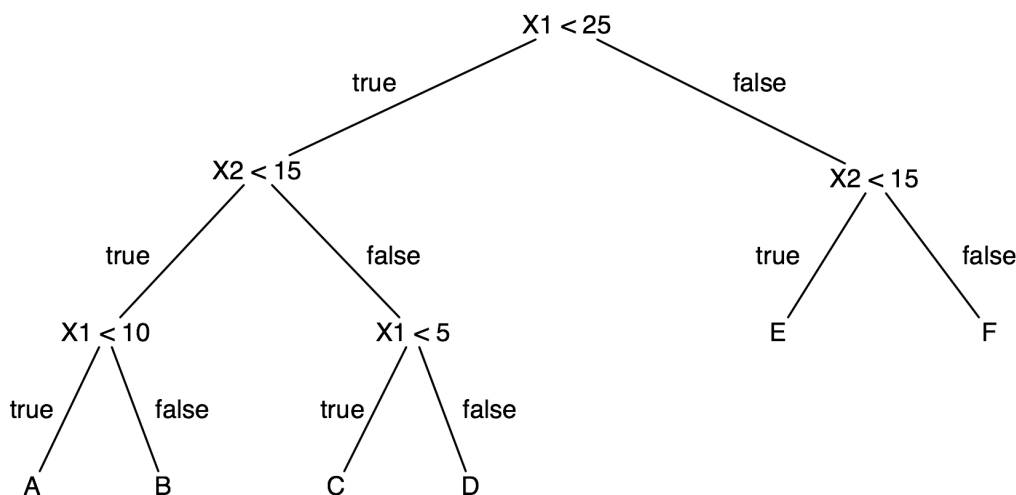 X1 < 25
true
false
X2 < 15
X2 < 15
true
false
true
false
X1 < 10
X1 < 5
E
F
true
false
true
false
A
B
C
D